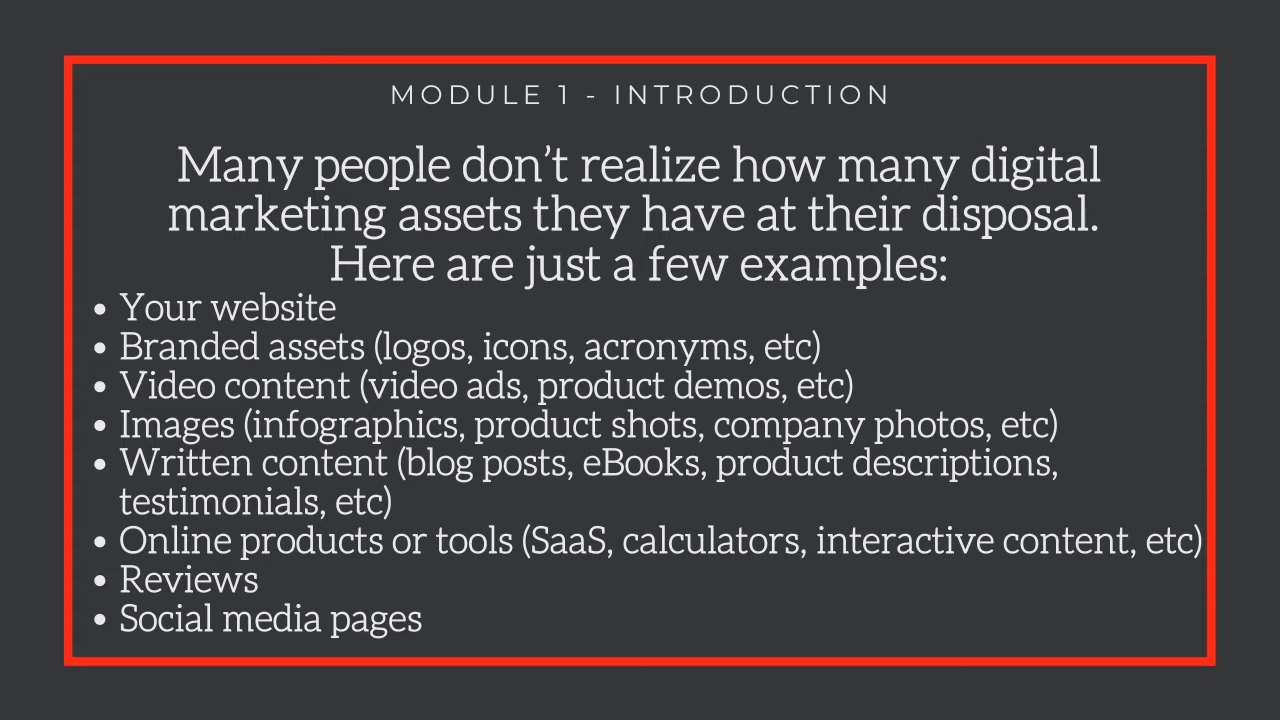 MODULE 1 - INTRODUCTION
Many people don’t realize how many digital
marketing assets they have at their disposal.
Here are just a few examples:
• Your website
• Branded assets (logos, icons, acronyms, etc)
• Video content (video ads, product demos, etc)
• Images (infographics, product shots, company photos, etc)
• Written content (blog posts, eBooks, product descriptions,
testimonials, etc)
• Online products or tools (SaaS, calculators, interactive content, etc)
• Reviews
• Social media pages